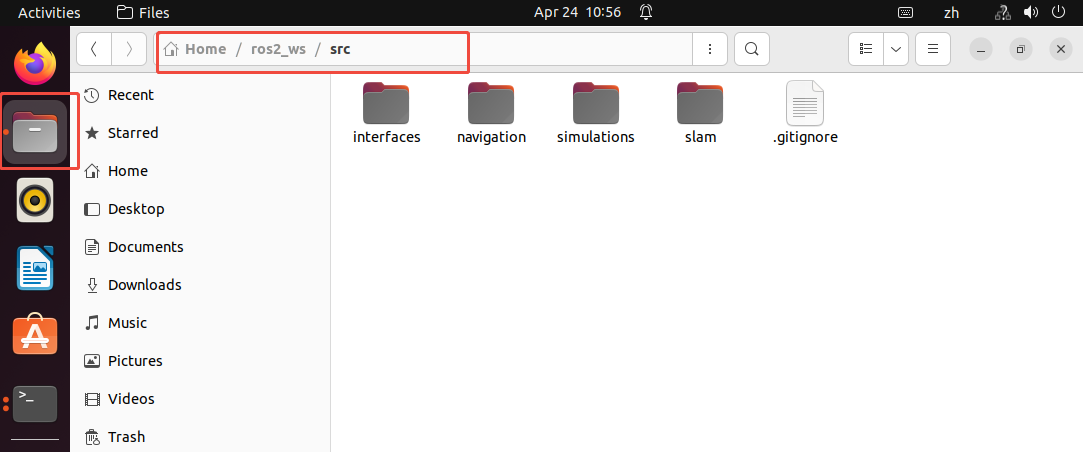 Activities Files Apr 24 10:56 zh
Home / ros2_ws / src
Recent
Starred
Home
Desktop
Documents
Downloads
Music
Pictures
Videos
Trash
interfaces navigation simulations slam .gitignore
>_